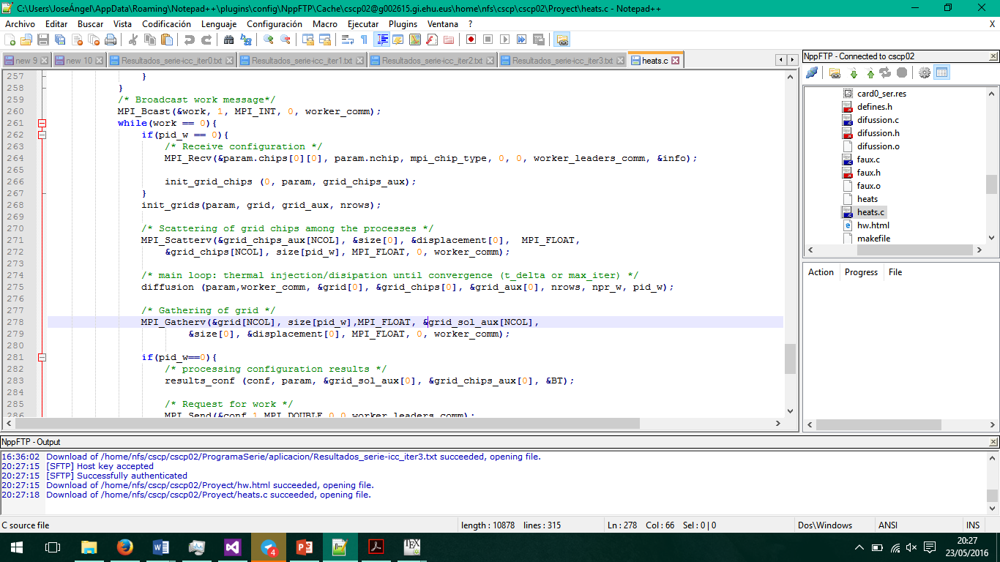 C:\Users\JoseÁngel\AppData\Roaming\Notepad++\plugins\config\NppFTP\Cache\cscp02@g002615.gi.ehu.eus\home\nfs\cscp\cscp02\Proyect\heats.c - Notepad++
Archivo Editar Buscar Vista Codificación Lenguaje Configuración Macro Ejecutar Plugins Ventana ? X
new 9 new 10 Resultados_serie-icc_iter0.txt Resultados_serie-icc_iter1.txt Resultados_serie-icc_iter2.txt Resultados_serie-icc_iter3.txt heats.c
257 }
258 }
259 /* Broadcast work message*/
260 MPI_Bcast(&work, 1, MPI_INT, 0, worker_comm);
261 while(work == 0){
262 if(pid_w == 0){
263 /* Receive configuration */
264 MPI_Recv(&param.chips[0][0], param.nchip, mpi_chip_type, 0, 0, worker_leaders_comm, &info);
265
266 init_grid_chips (0, param, grid_chips_aux);
267 }
268 init_grids(param, grid, grid_aux, nrows);
269
270 /* Scattering of grid chips among the processes */
271 MPI_Scatterv(&grid_chips_aux[NCOL], &size[0], &displacement[0],  MPI_FLOAT,
272 &grid_chips[NCOL], size[pid_w], MPI_FLOAT, 0, worker_comm);
273
274 /* main loop: thermal injection/disipation until convergence (t_delta or max_iter) */
275 diffusion (param,worker_comm, &grid[0], &grid_chips[0], &grid_aux[0], nrows, npr_w, pid_w);
276
277 /* Gathering of grid */
278 MPI_Gatherv(&grid[NCOL], size[pid_w],MPI_FLOAT, &grid_sol_aux[NCOL],
279 &size[0], &displacement[0], MPI_FLOAT, 0, worker_comm);
280
281 if(pid_w==0){
282 /* processing configuration results */
283 results_conf (conf, param, &grid_sol_aux[0], &grid_chips_aux[0], &BT);
284
285 /* Request for work */
286 MPI_Send(&conf,1,MPI_DOUBLE,0,0,worker_leaders_comm);
NppFTP - Connected to cscp02
card0_ser.res
defines.h
difussion.c
difussion.h
difussion.o
faux.c
faux.h
faux.o
heats
heats.c
hw.html
makefile
Action Progress File
NppFTP - Output
16:36:02 Download of /home/nfs/cscp/cscp02/ProgramaSerie/aplicacion/Resultados_serie-icc_iter3.txt succeeded, opening file.
20:27:15 [SFTP] Host key accepted
20:27:15 [SFTP] Successfully authenticated
20:27:15 Download of /home/nfs/cscp/cscp02/Proyect/hw.html succeeded, opening file.
20:27:18 Download of /home/nfs/cscp/cscp02/Proyect/heats.c succeeded, opening file.
C source file length : 10878 lines : 315 Ln : 278 Col : 66 Sel : 0 | 0 Dos\Windows ANSI INS
4
20:27
23/05/2016